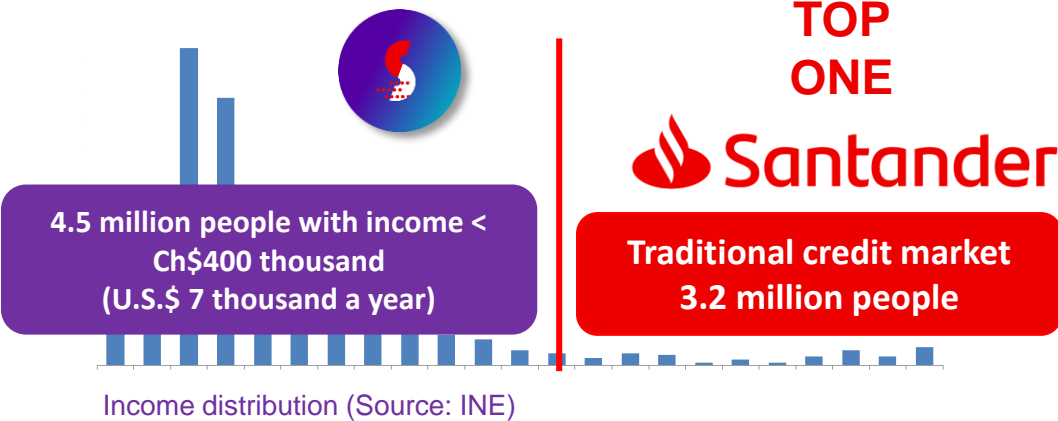 TOP
ONE
Santander
4.5 million people with income <
Ch$400 thousand
(U.S.$ 7 thousand a year)
Traditional credit market
3.2 million people
Income distribution (Source: INE)